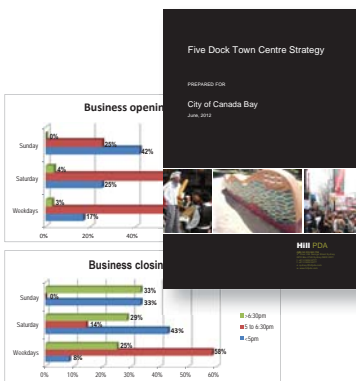 Five Dock Town Centre Strategy
PREPARED FOR
City of Canada Bay
June, 2012
Hill PDA
Business openin
Sunday
0%
25%
42%
Saturday
4%
25%
Weekdays
3%
17%
0%
20%
40%
Business closin
Sunday
33%
0%
33%
Saturday
29%
14%
43%
Weekdays
25%
58%
8%
0% 10% 20% 30% 40% 50% 60%
>6:30pm
5 to 6:30pm
<5pm